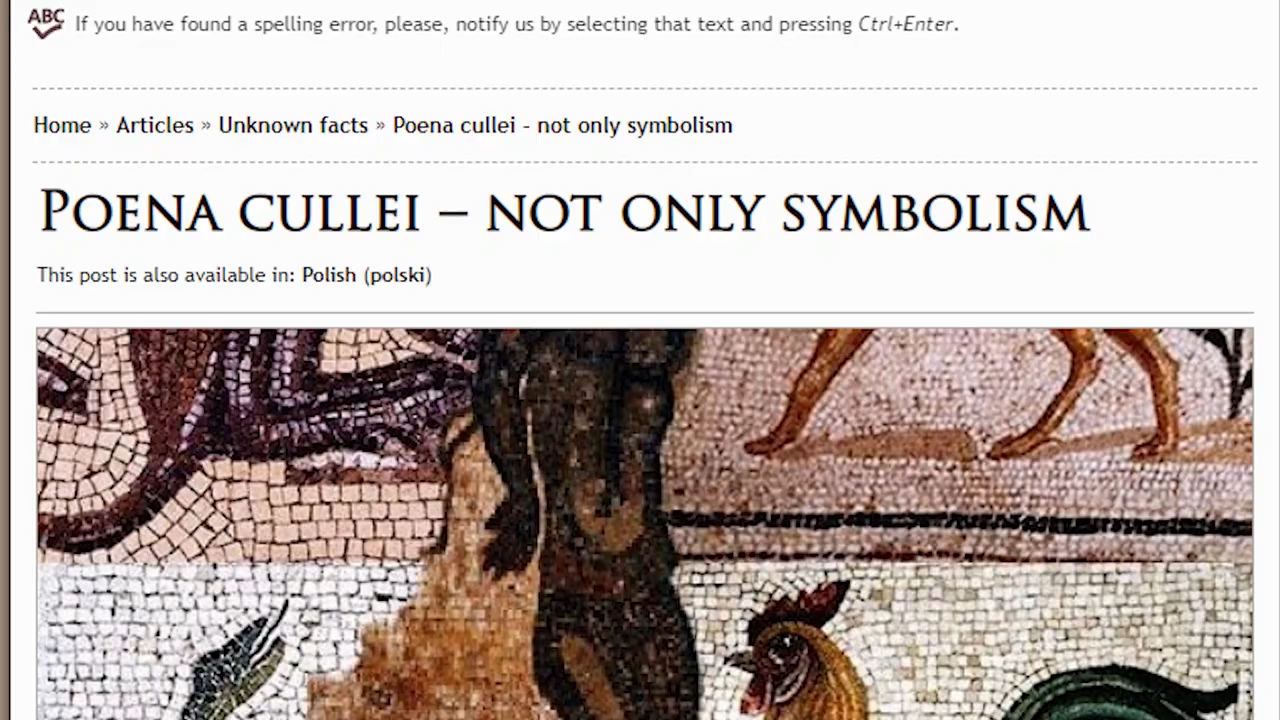 ABC
If you have found a spelling error, please, notify us by selecting that text and pressing Ctrl+Enter.
Home » Articles » Unknown facts » Poena cullei - not only symbolism
Poena cullei – not only symbolism
This post is also available in: Polish (polski)